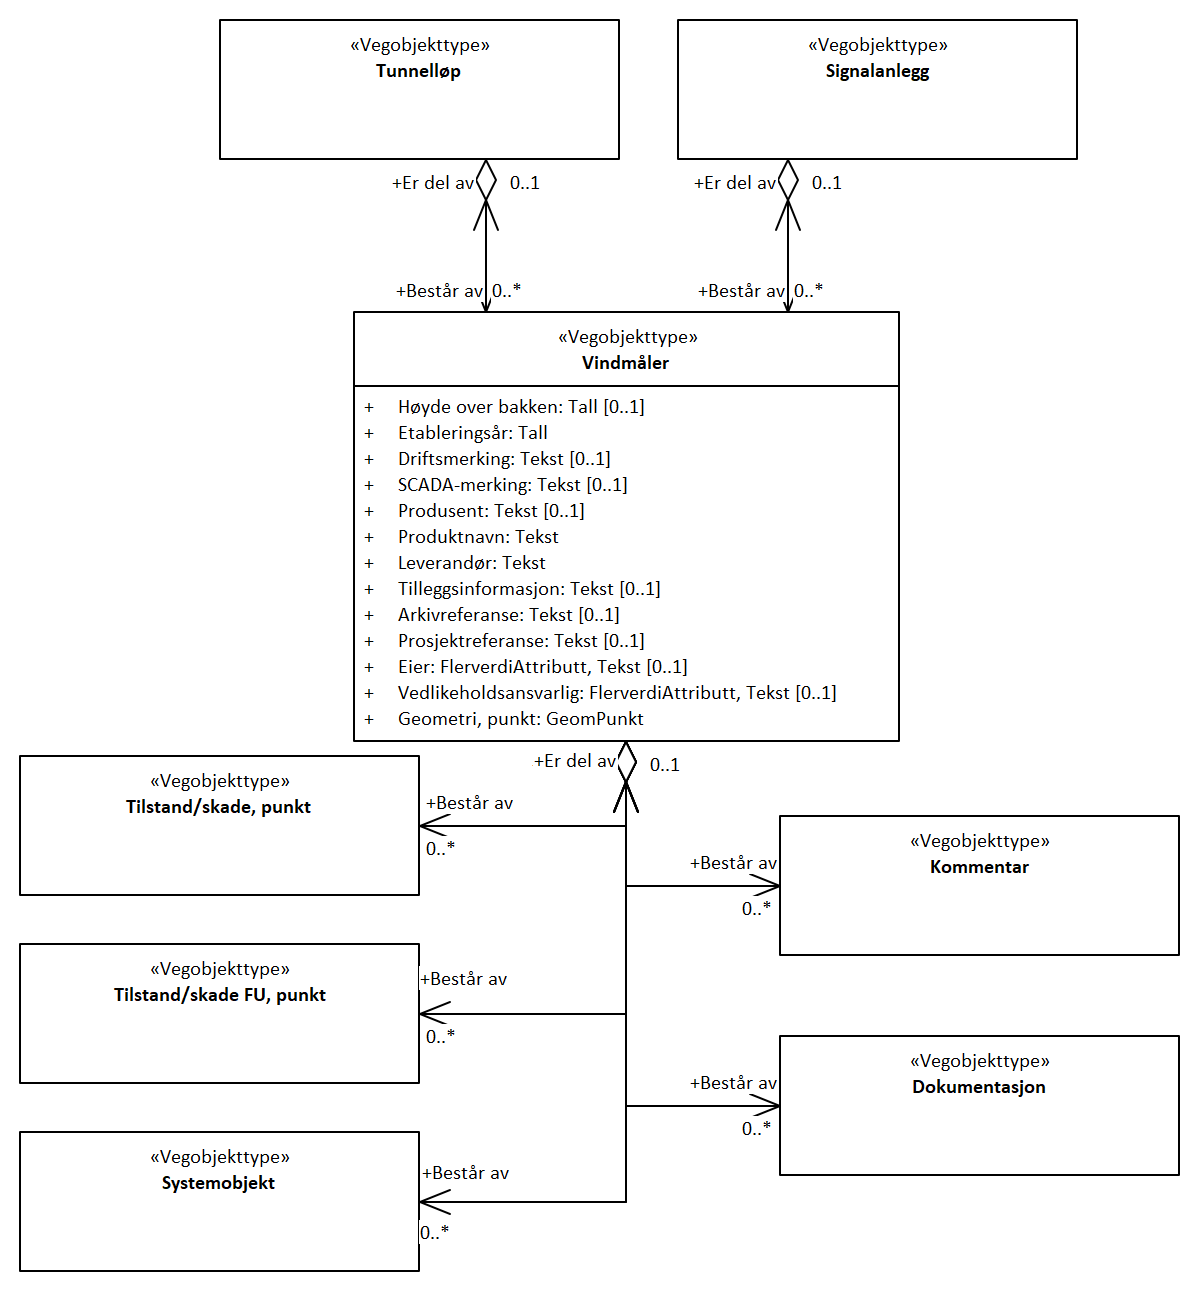 «Vegobjekttype»
Tunnelløp
«Vegobjekttype»
Signalanlegg
+Er del av
0..1
+Er del av
0..1
+Består av
0..*
+Består av
0..*
«Vegobjekttype»
Vindmåler
+ Høyde over bakken: Tall [0..1]
+ Etableringsår: Tall
+ Driftsmerking: Tekst [0..1]
+ SCADA-merking: Tekst [0..1]
+ Produsent: Tekst [0..1]
+ Produktnavn: Tekst
+ Leverandør: Tekst
+ Tilleggsinformasjon: Tekst [0..1]
+ Arkivreferanse: Tekst [0..1]
+ Prosjektreferanse: Tekst [0..1]
+ Eier: FlerverdiAttributt, Tekst [0..1]
+ Vedlikeholdsansvarlig: FlerverdiAttributt, Tekst [0..1]
+ Geometri, punkt: GeomPunkt
+Er del av
0..1
«Vegobjekttype»
Tilstand/skade, punkt
+Består av
0..*
«Vegobjekttype»
Kommentar
+Består av
0..*
«Vegobjekttype»
Tilstand/skade FU, punkt
+Består av
0..*
«Vegobjekttype»
Dokumentasjon
+Består av
0..*
«Vegobjekttype»
Systemobjekt
+Består av
0..*